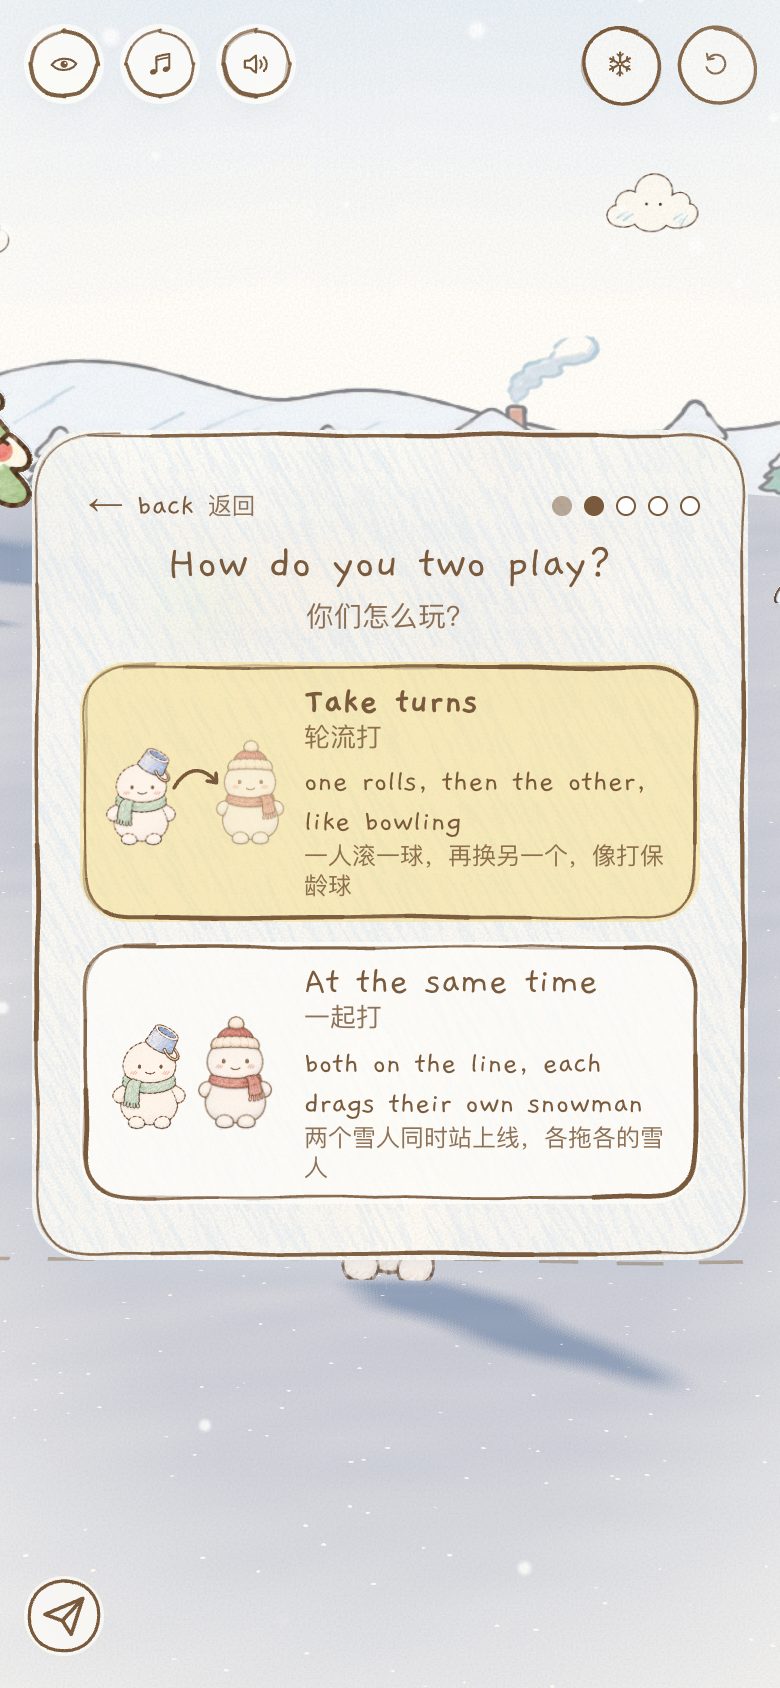 ← back 返回
How do you two play?
你们怎么玩？
Take turns
轮流打
one rolls, then the other,
like bowling
一人滚一球，再换另一个，像打保
龄球
At the same time
一起打
both on the line, each
drags their own snowman
两个雪人同时站上线，各拖各的雪
人